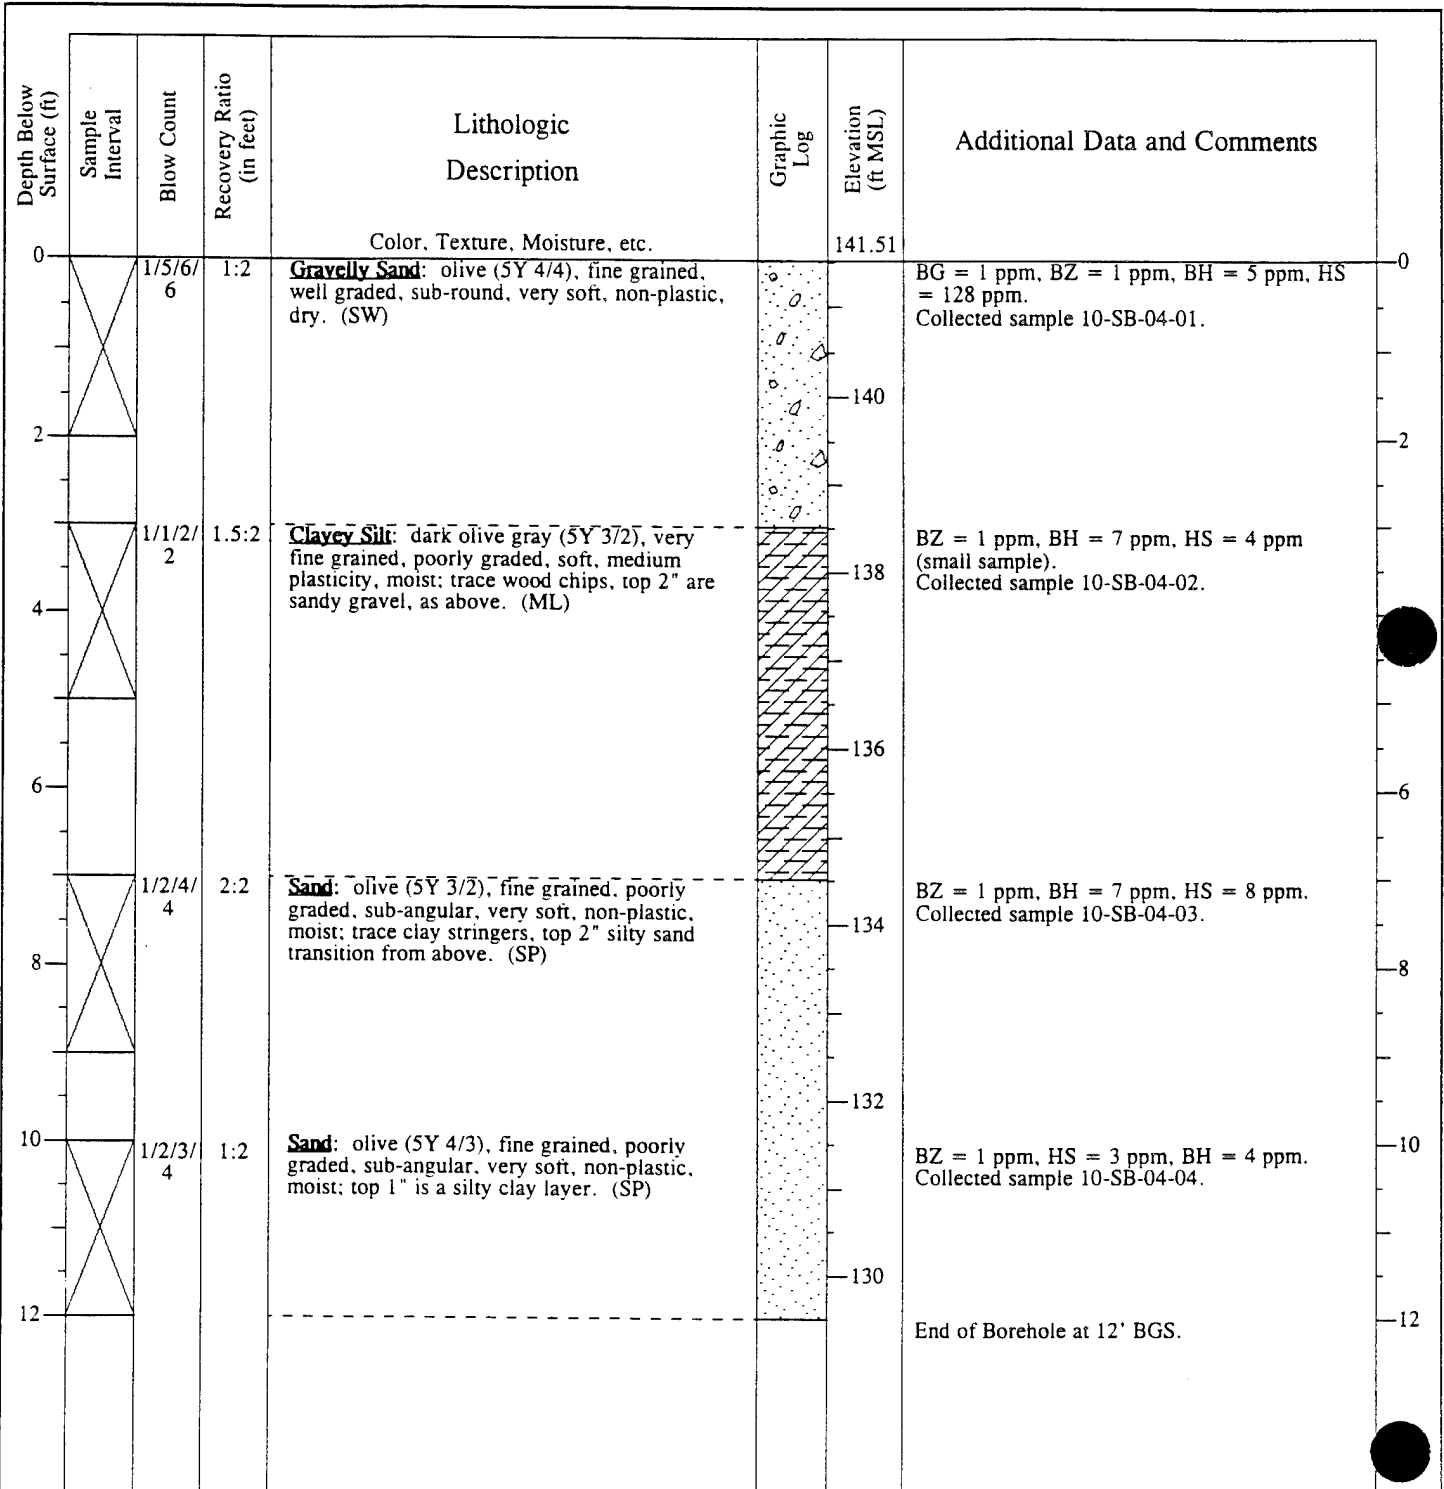 Depth Below
Surface (ft)
Sample
Interval
Blow Count
Recovery Ratio
(in feet)
Lithologic
Description
Color, Texture, Moisture, etc.
Graphic
Log
Elevation
(ft MSL)
Additional Data and Comments
141.51
0
0
1/5/6/
6
1:2
Gravelly Sand: olive (5Y 4/4), fine grained,
well graded, sub-round, very soft, non-plastic,
dry. (SW)
BG = 1 ppm, BZ = 1 ppm, BH = 5 ppm, HS
= 128 ppm.
Collected sample 10-SB-04-01.
140
2
2
1/1/2/
2
1.5:2
Clayey Silt: dark olive gray (5Y 3/2), very
fine grained, poorly graded, soft, medium
plasticity, moist; trace wood chips, top 2" are
sandy gravel, as above. (ML)
BZ = 1 ppm, BH = 7 ppm, HS = 4 ppm
(small sample).
Collected sample 10-SB-04-02.
138
4
136
6
6
1/2/4/
4
2:2
Sand: olive (5Y 3/2), fine grained, poorly
graded, sub-angular, very soft, non-plastic,
moist; trace clay stringers, top 2" silty sand
transition from above. (SP)
BZ = 1 ppm, BH = 7 ppm, HS = 8 ppm.
Collected sample 10-SB-04-03.
134
8
8
132
10
10
1/2/3/
4
1:2
Sand: olive (5Y 4/3), fine grained, poorly
graded, sub-angular, very soft, non-plastic,
moist; top 1" is a silty clay layer. (SP)
BZ = 1 ppm, HS = 3 ppm, BH = 4 ppm.
Collected sample 10-SB-04-04.
130
12
12
End of Borehole at 12' BGS.